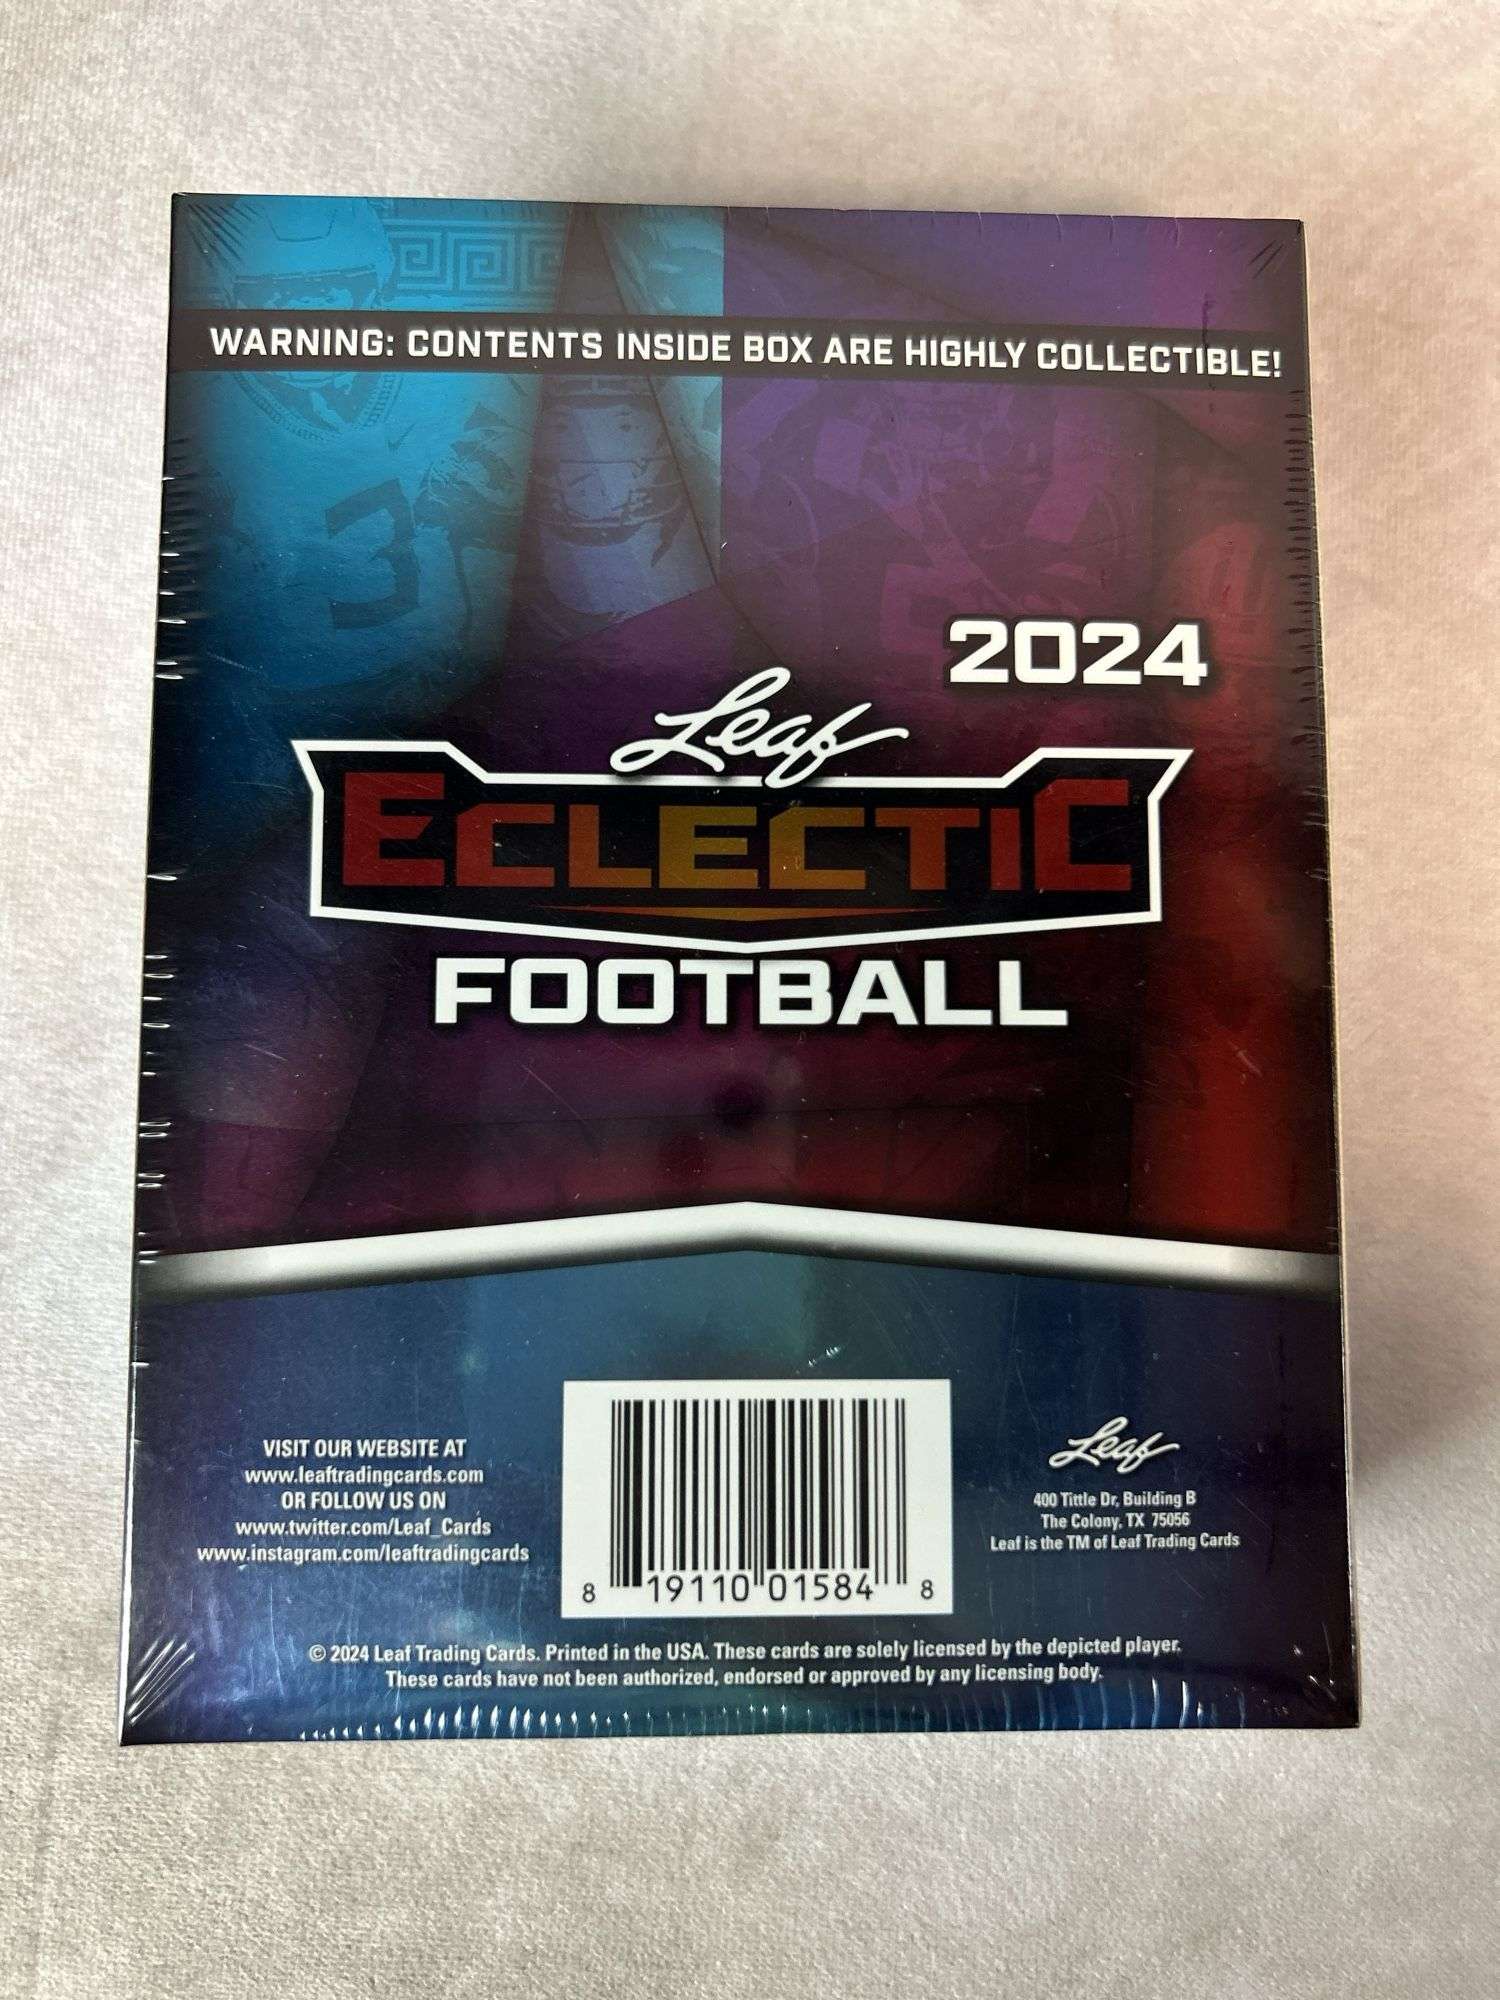 WARNING: CONTENTS INSIDE BOX ARE HIGHLY COLLECTIBLE!
3
2024
Leaf
ECLECTIC
FOOTBALL
VISIT OUR WEBSITE AT
www.leaftradingcards.com
OR FOLLOW US ON
www.twitter.com/Leaf_Cards
www.instagram.com/leaftradingcards
8 19110 01584 8
Leaf
400 Tittle Dr, Building B
The Colony, TX 75056
Leaf is the TM of Leaf Trading Cards
© 2024 Leaf Trading Cards. Printed in the USA. These cards are solely licensed by the depicted player.
These cards have not been authorized, endorsed or approved by any licensing body.